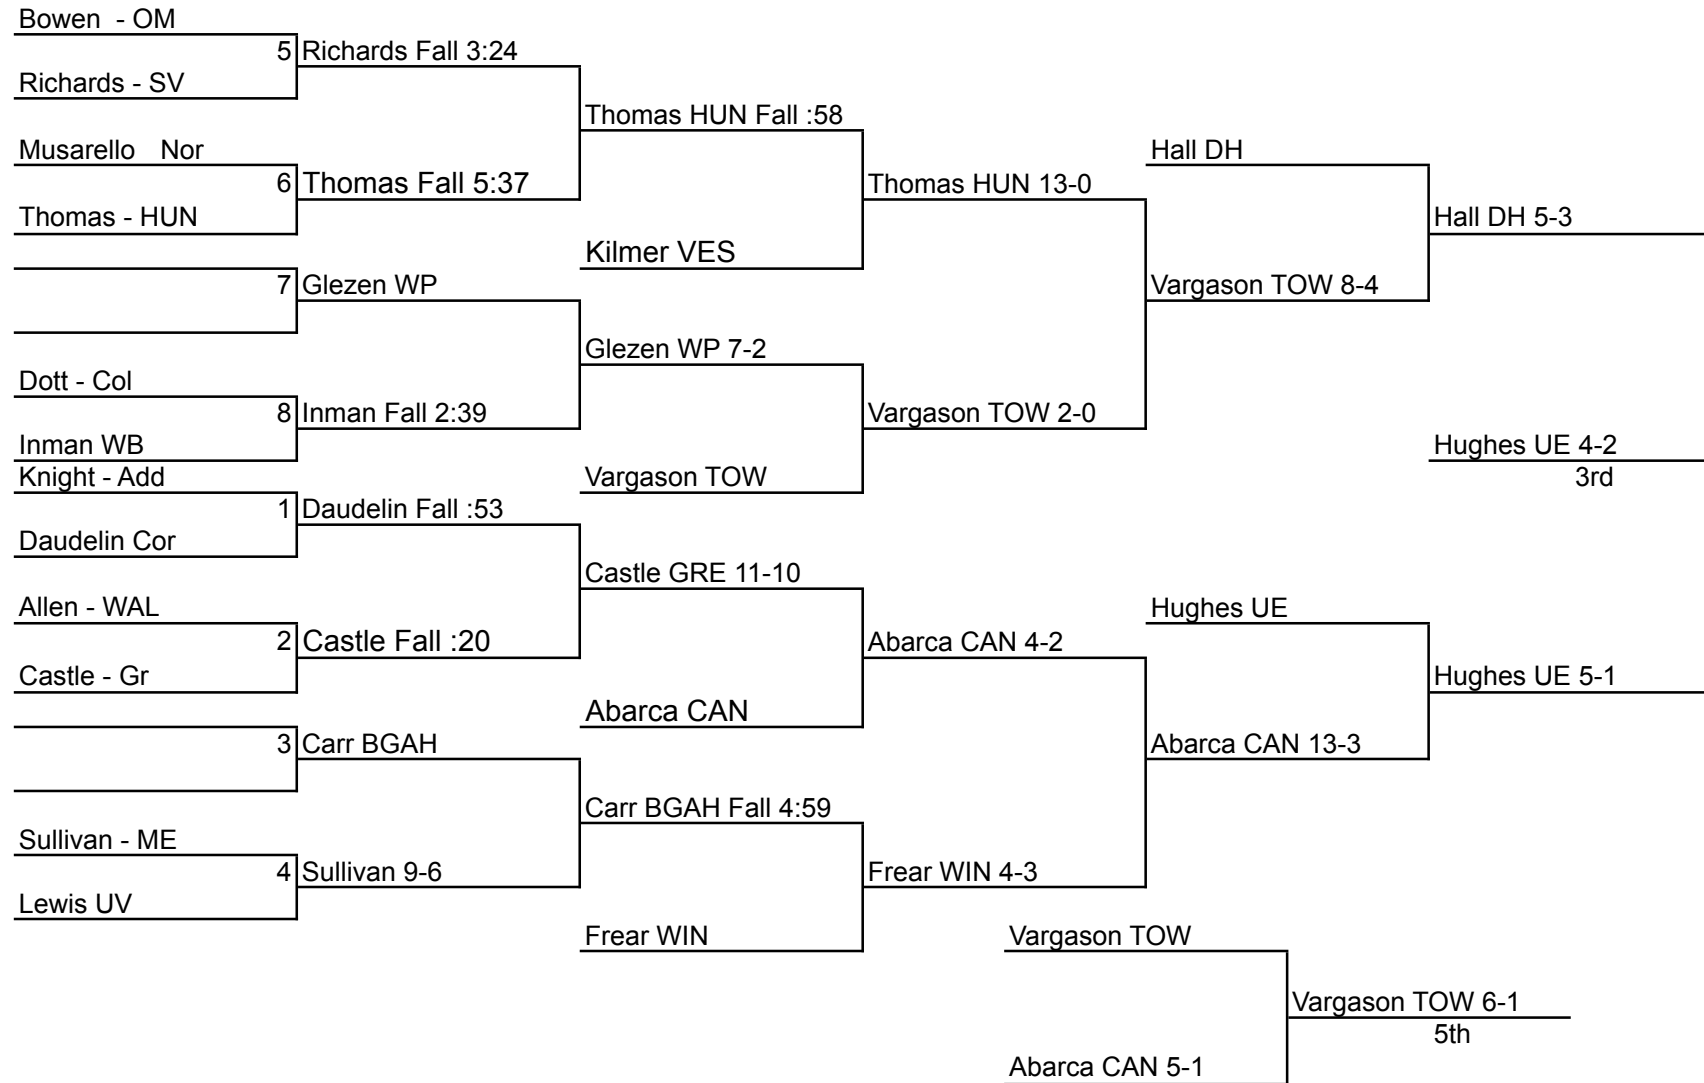 Bowen  - OM
5 Richards Fall 3:24
Richards - SV
Thomas HUN Fall :58
Musarello   Nor
Hall DH
6 Thomas Fall 5:37
Thomas HUN 13-0
Thomas - HUN
Hall DH 5-3
Kilmer VES
7 Glezen WP
Vargason TOW 8-4
Glezen WP 7-2
Dott - Col
8 Inman Fall 2:39
Vargason TOW 2-0
Inman WB
Hughes UE 4-2
Knight - Add
Vargason TOW
3rd
1 Daudelin Fall :53
Daudelin Cor
Castle GRE 11-10
Allen - WAL
Hughes UE
2 Castle Fall :20
Abarca CAN 4-2
Castle - Gr
Hughes UE 5-1
Abarca CAN
3 Carr BGAH
Abarca CAN 13-3
Carr BGAH Fall 4:59
Sullivan - ME
4 Sullivan 9-6
Frear WIN 4-3
Lewis UV
Frear WIN
Vargason TOW
Vargason TOW 6-1
5th
Abarca CAN 5-1